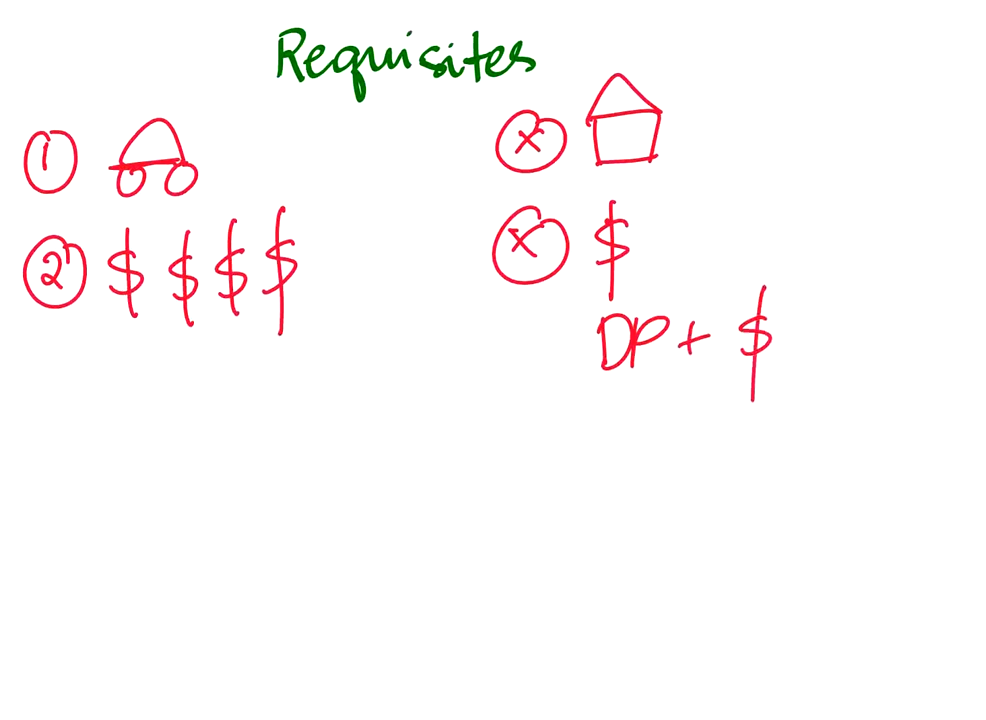 Requisites
1
2 $ $ $ $
x
x $
DP + $